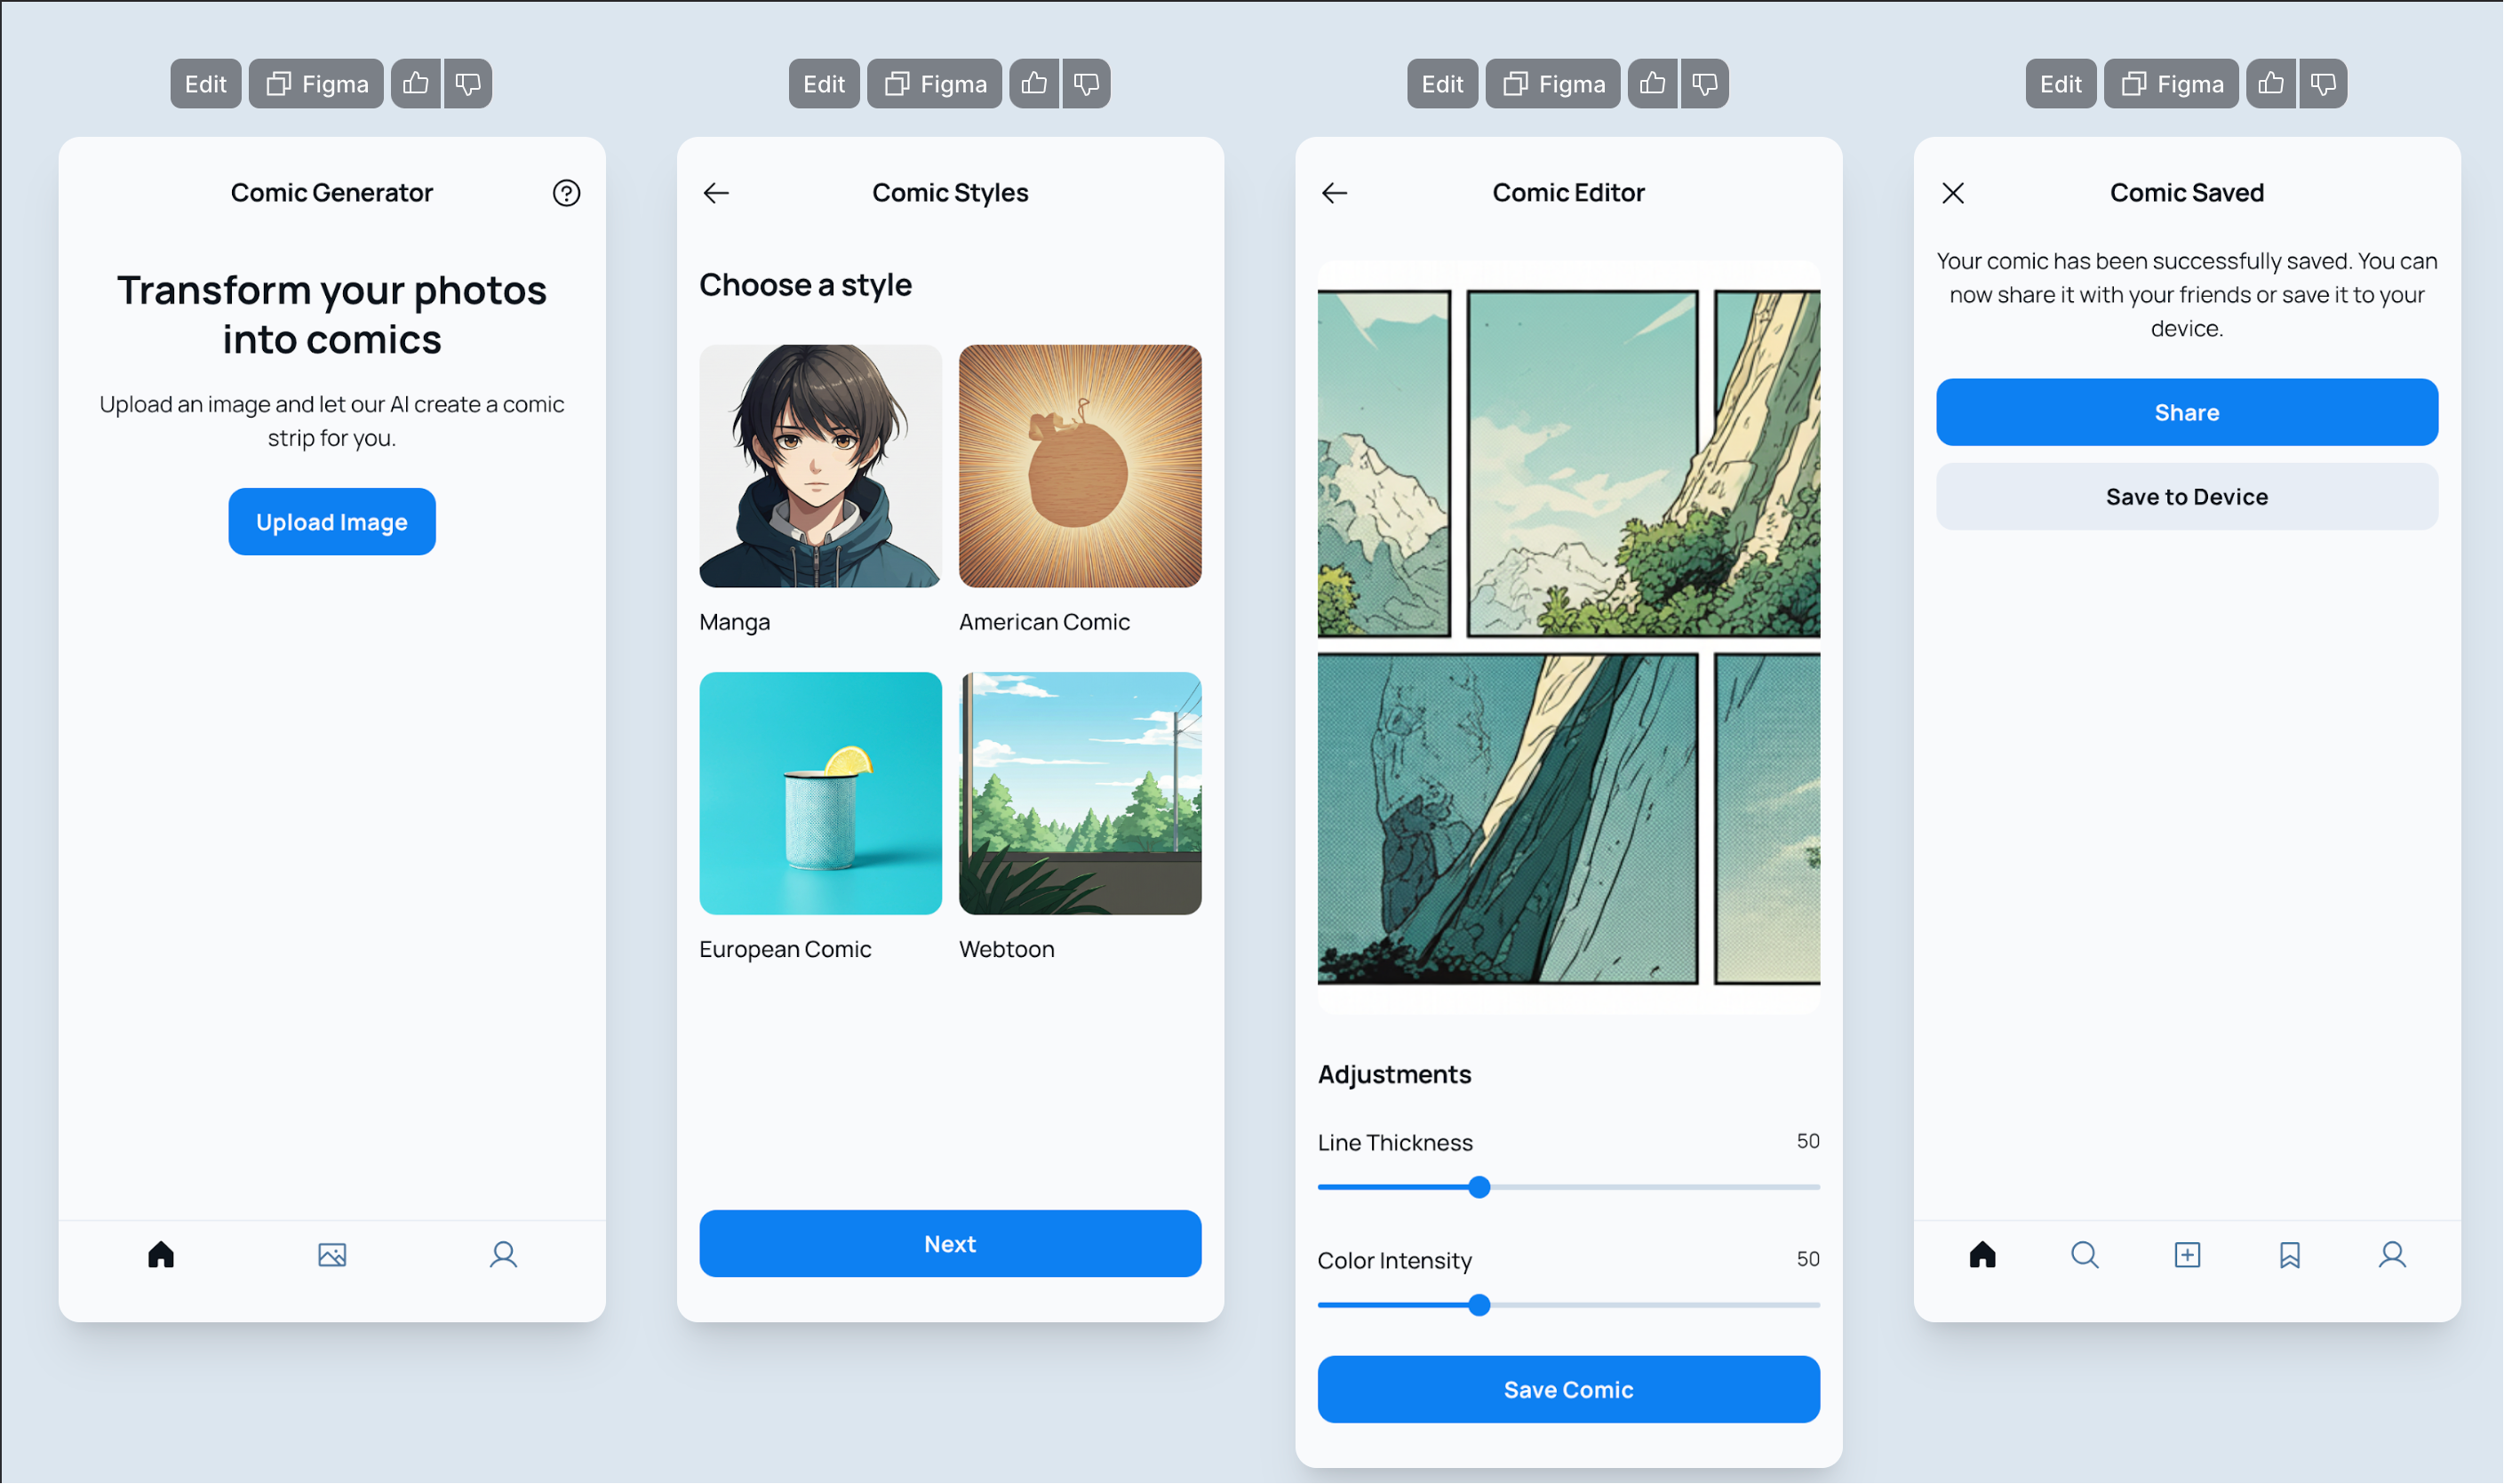 Edit Figma
Comic Generator
Transform your photos
into comics
Upload an image and let our AI create a comic
strip for you.
Upload Image
Edit Figma
Comic Styles
Choose a style
Manga American Comic
European Comic Webtoon
Next
Edit Figma
Comic Editor
Adjustments
Line Thickness 50
Color Intensity 50
Save Comic
Edit Figma
Comic Saved
Your comic has been successfully saved. You can
now share it with your friends or save it to your
device.
Share
Save to Device